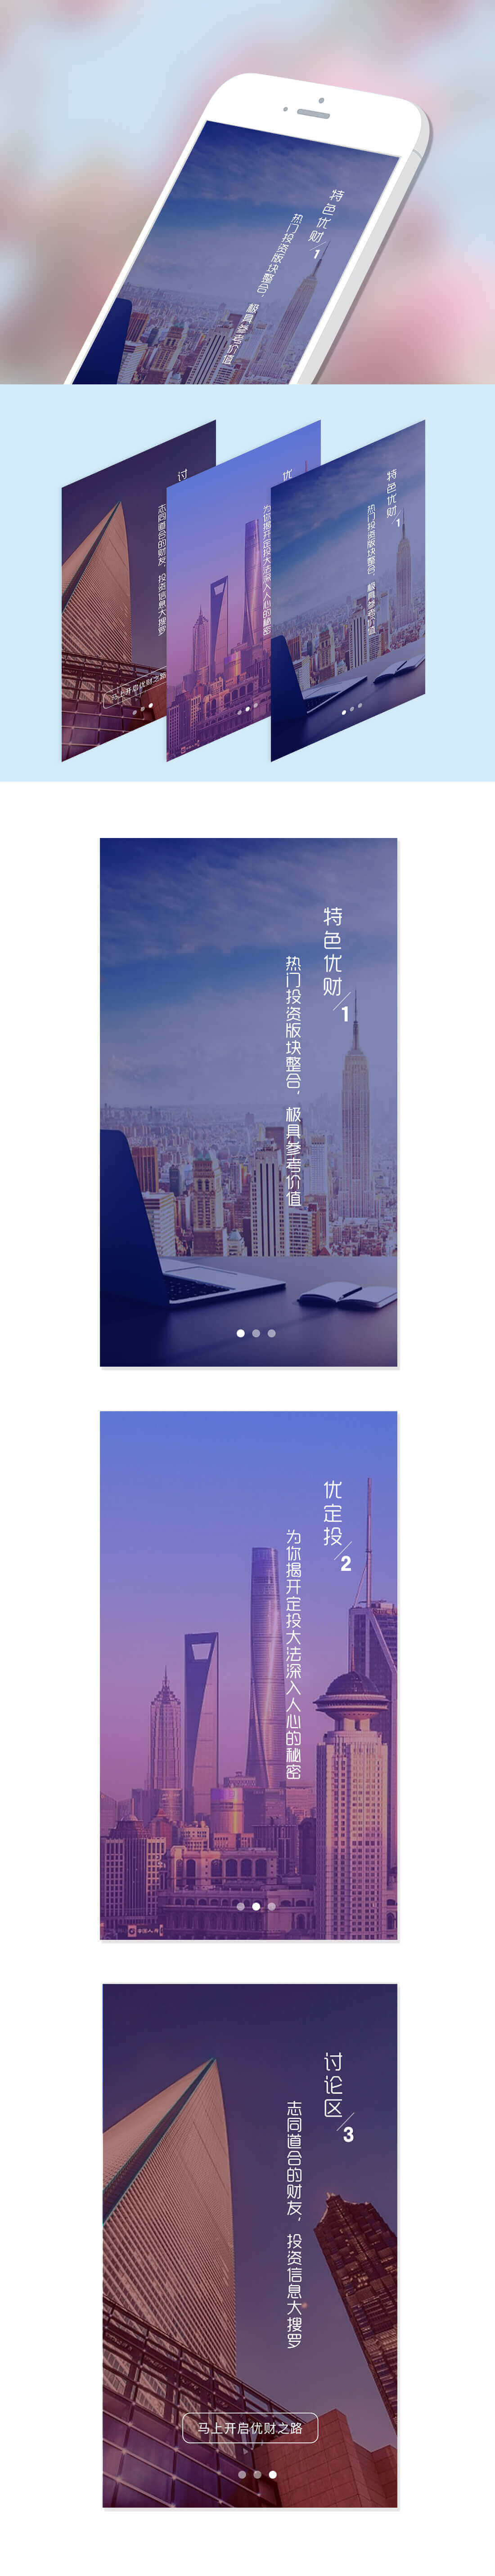 特色优财
1
热门投资版块整合，极具参考价值
讨
志同道合的财友，投资信息大搜罗
马上开启优财之路
优
为你揭开定投大法深入人心的秘密
特色优财
1
热门投资版块整合，极具参考价值
特色优财
1
热门投资版块整合，极具参考价值
优定投
2
为你揭开定投大法深入人心的秘密
讨论区
3
志同道合的财友，投资信息大搜罗
马上开启优财之路